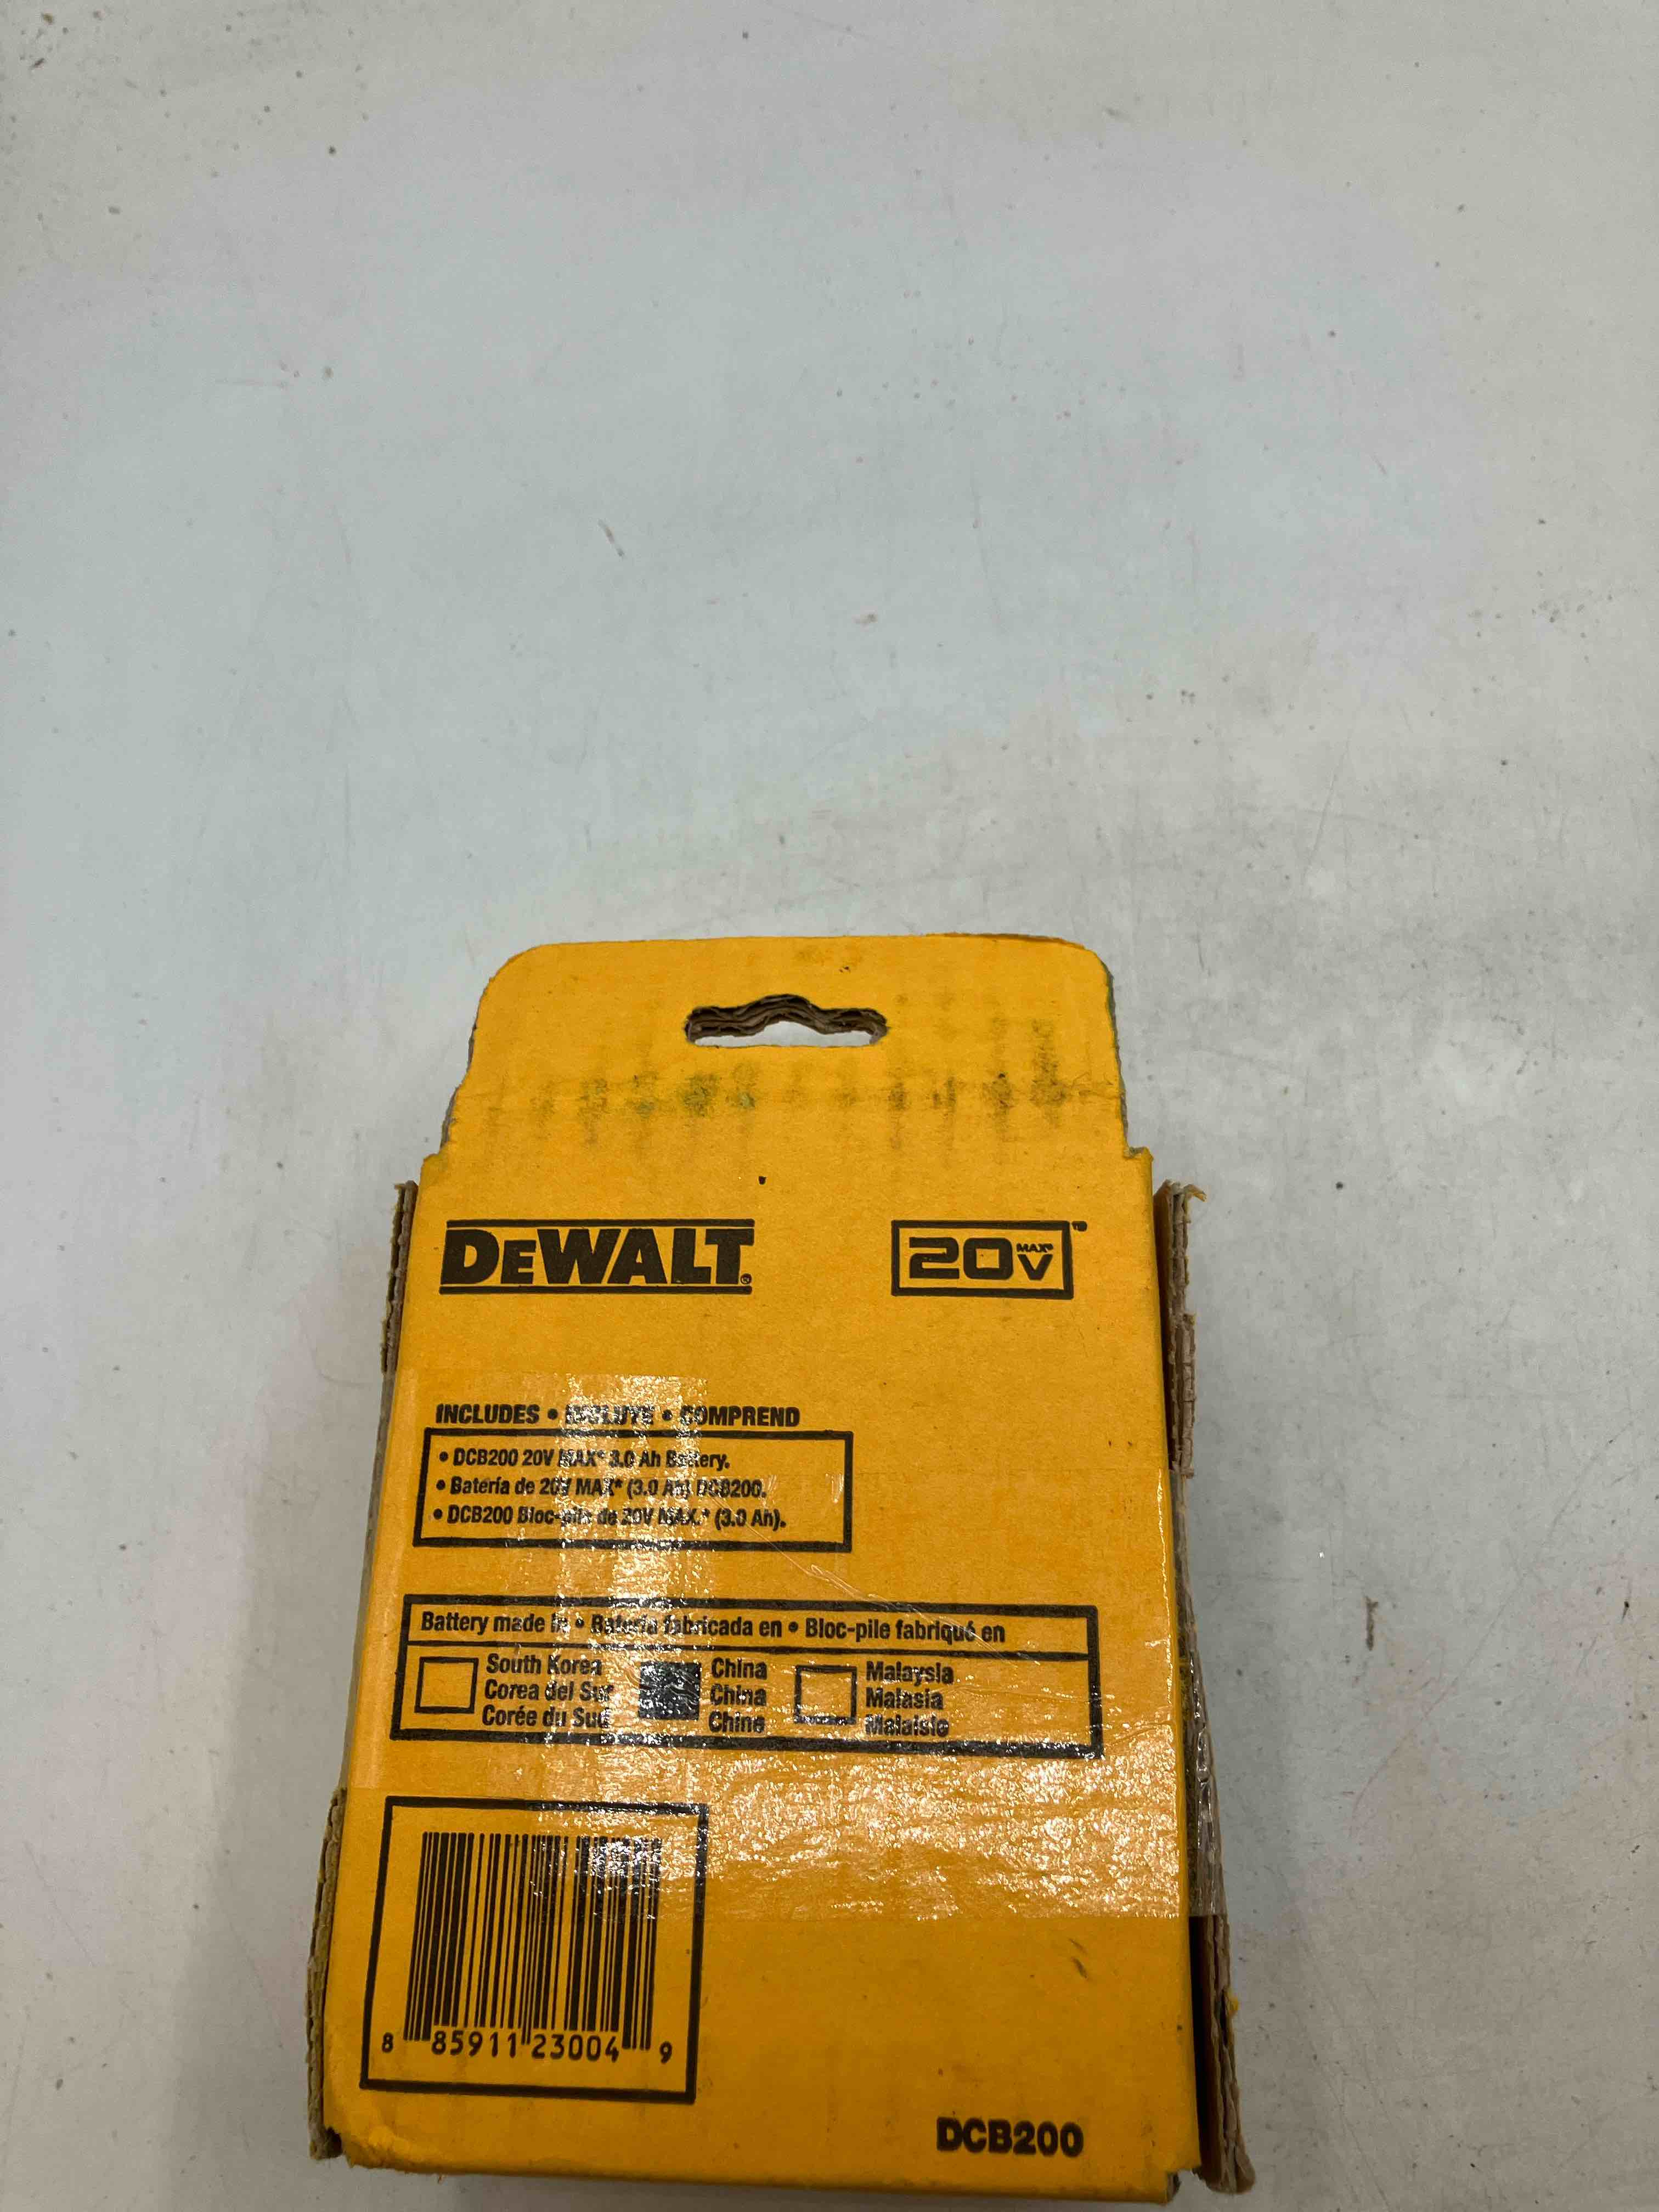 DEWALT®
20V MAX* ™
INCLUDES • INCLUYE • COMPREND
• DCB200 20V MAX* 3.0 Ah Battery.
• Batería de 20V MAX* (3.0 Ah) DCB200.
• DCB200 Bloc-pile de 20V MAX.* (3.0 Ah).
Battery made in • Batería fabricada en • Bloc-pile fabriqué en
South Korea China Malaysia
Corea del Sur China Malasia
Corée du Sud Chine Malaisie
8 85911 23004 9
DCB200